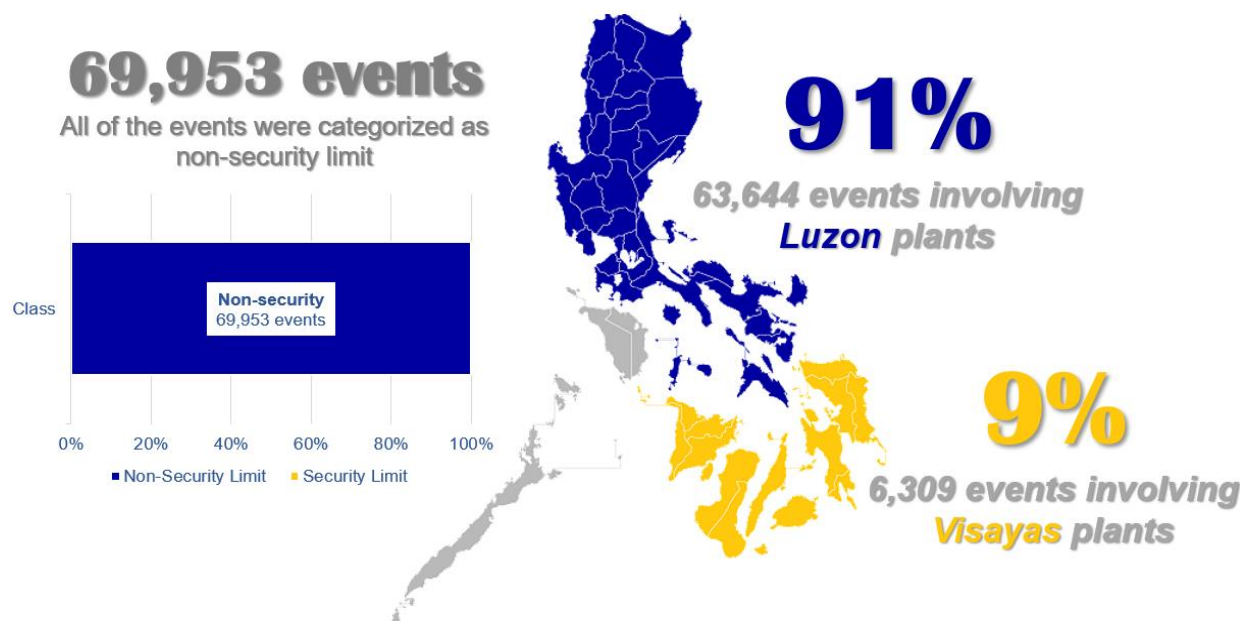 69,953 events
All of the events were categorized as
non-security limit
Class
Non-security
69,953 events
0% 20% 40% 60% 80% 100%
Non-Security Limit Security Limit
91%
63,644 events involving
Luzon plants
9%
6,309 events involving
Visayas plants